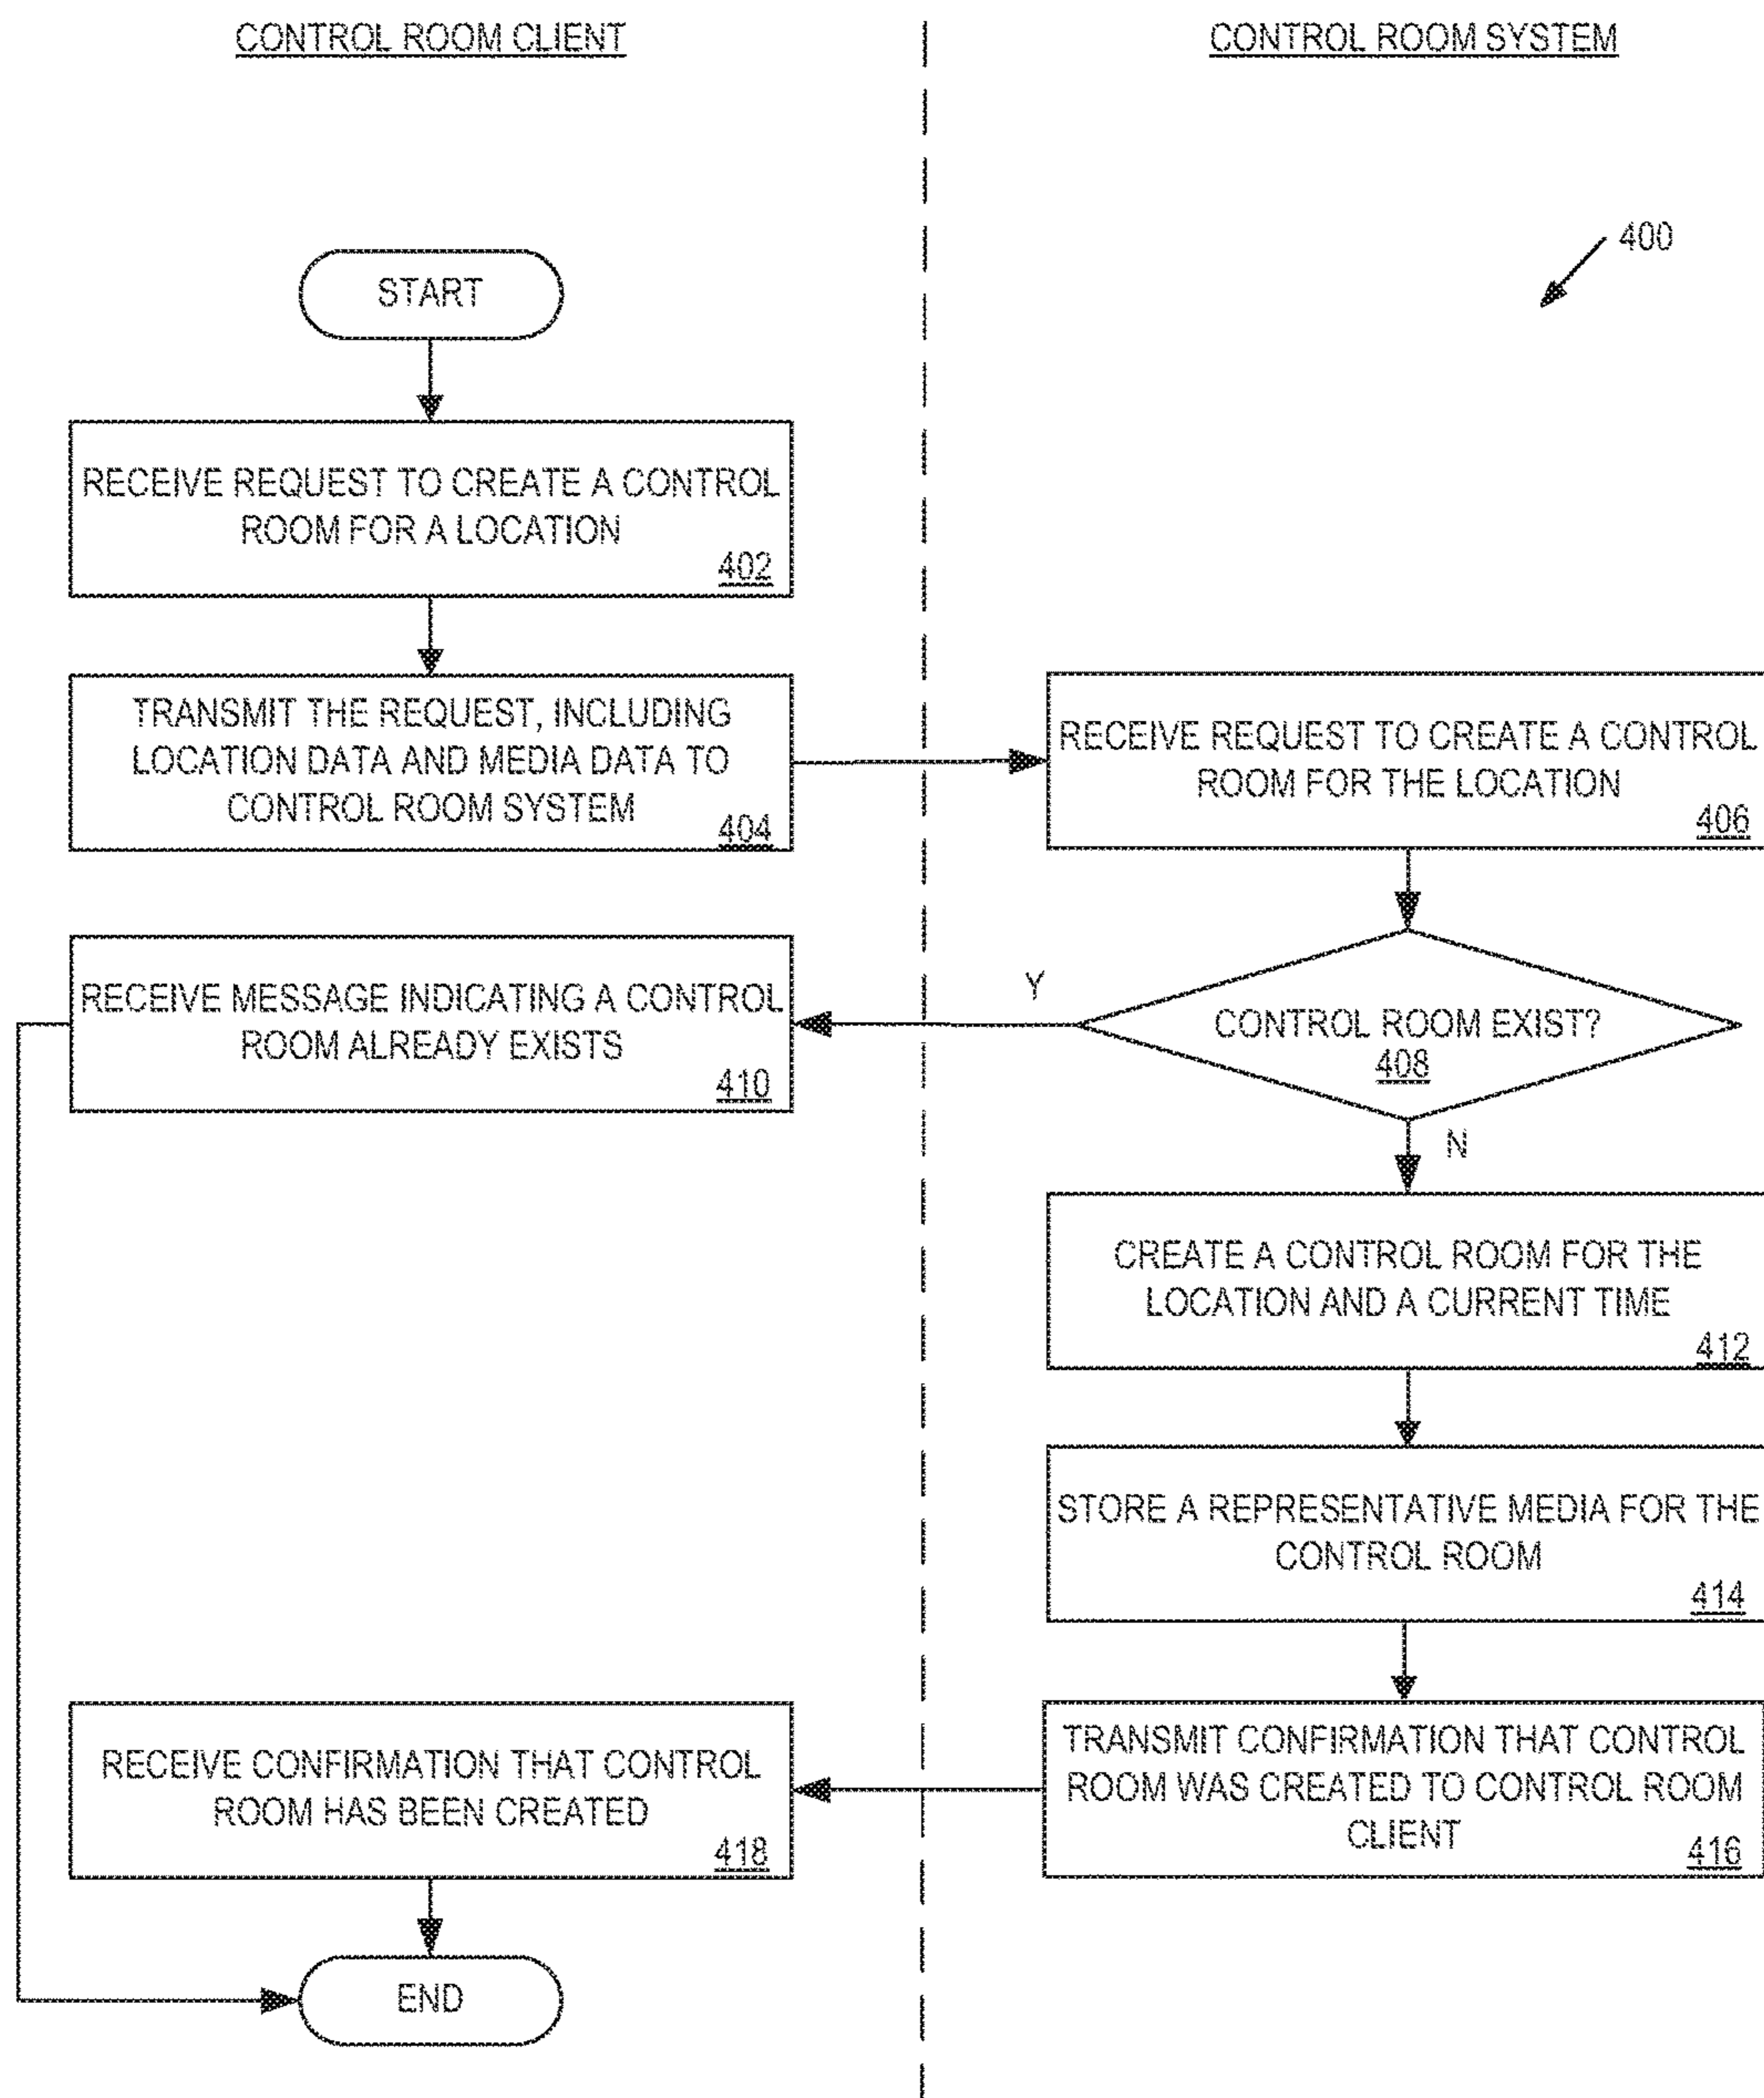 CONTROL ROOM CLIENT
CONTROL ROOM SYSTEM
400
START
RECEIVE REQUEST TO CREATE A CONTROL
ROOM FOR A LOCATION
402
TRANSMIT THE REQUEST, INCLUDING
LOCATION DATA AND MEDIA DATA TO
CONTROL ROOM SYSTEM
404
RECEIVE REQUEST TO CREATE A CONTROL
ROOM FOR THE LOCATION
406
CONTROL ROOM EXIST?
408
Y
N
RECEIVE MESSAGE INDICATING A CONTROL
ROOM ALREADY EXISTS
410
CREATE A CONTROL ROOM FOR THE
LOCATION AND A CURRENT TIME
412
STORE A REPRESENTATIVE MEDIA FOR THE
CONTROL ROOM
414
TRANSMIT CONFIRMATION THAT CONTROL
ROOM WAS CREATED TO CONTROL ROOM
CLIENT
416
RECEIVE CONFIRMATION THAT CONTROL
ROOM HAS BEEN CREATED
418
END